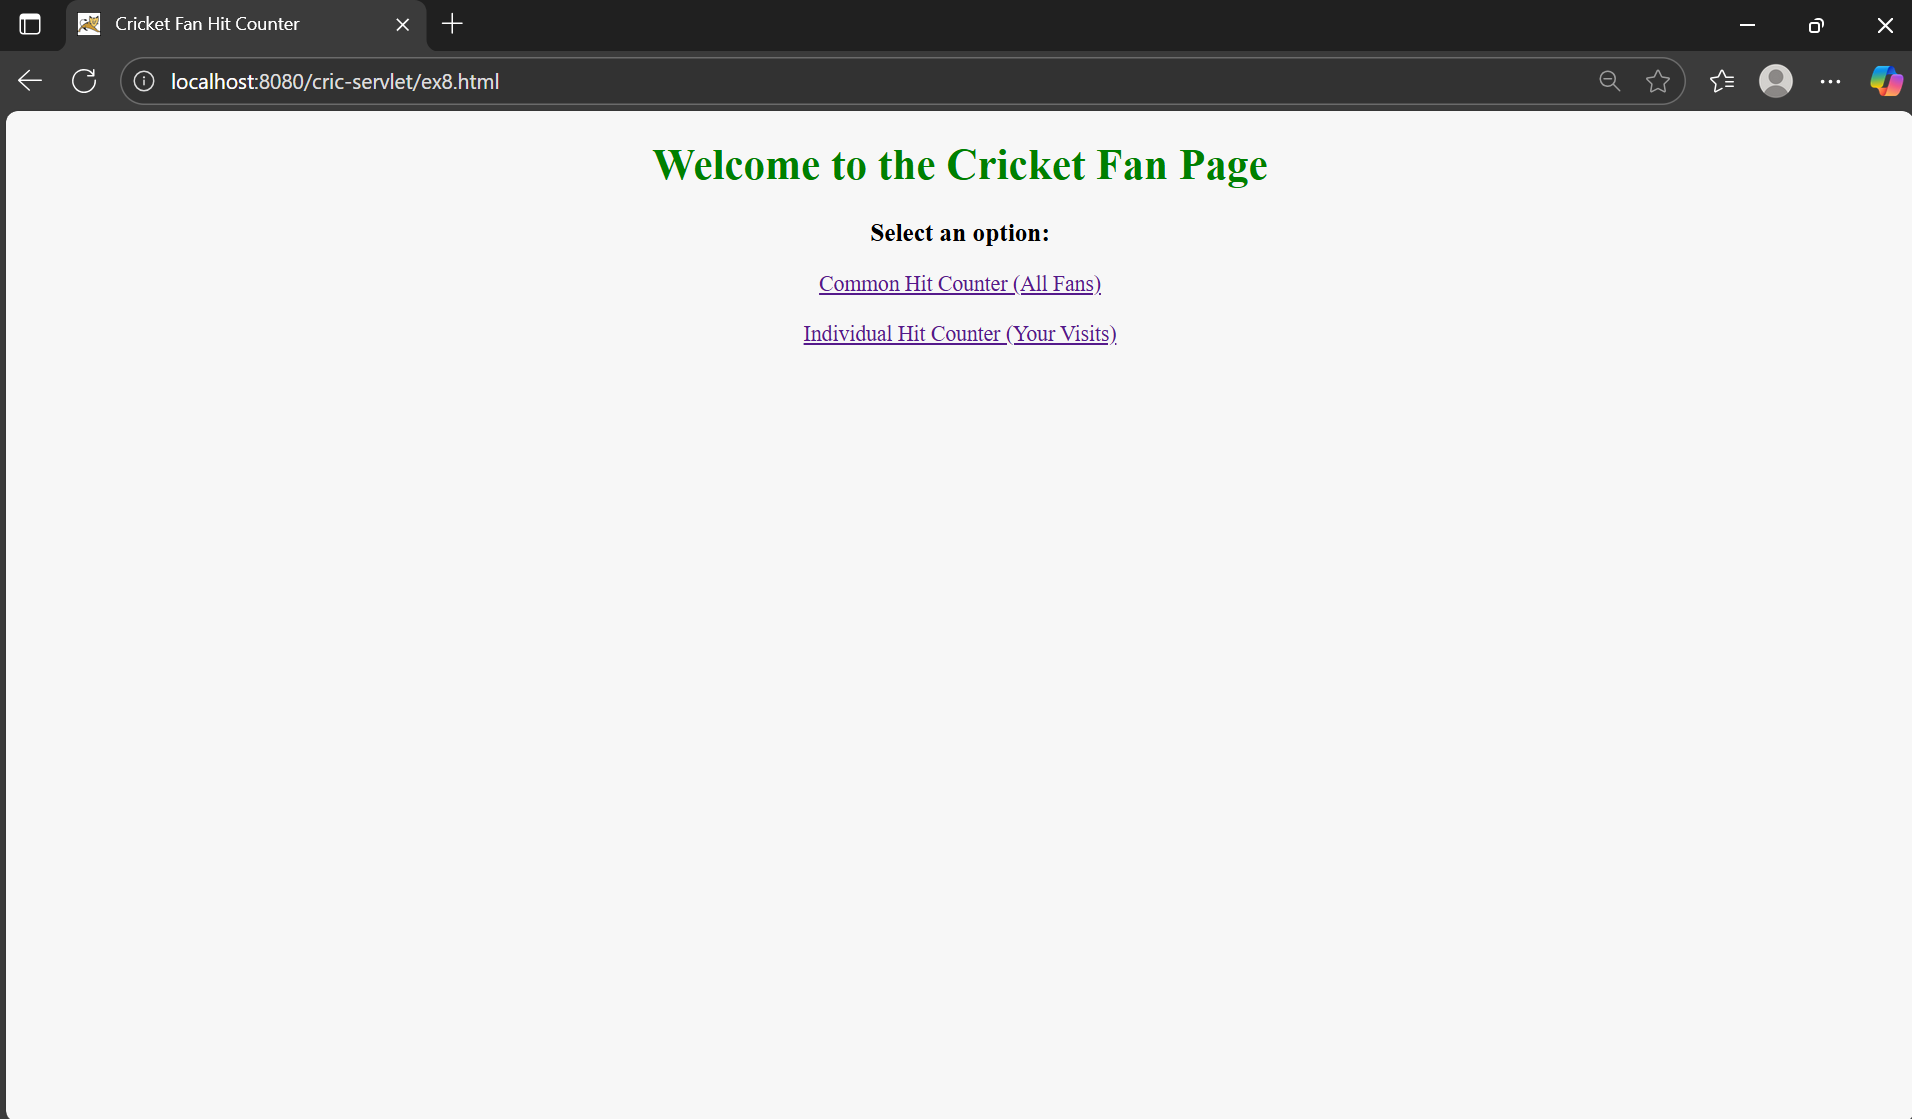 Cricket Fan Hit Counter
localhost:8080/cric-servlet/ex8.html
Welcome to the Cricket Fan Page
Select an option:
Common Hit Counter (All Fans)
Individual Hit Counter (Your Visits)